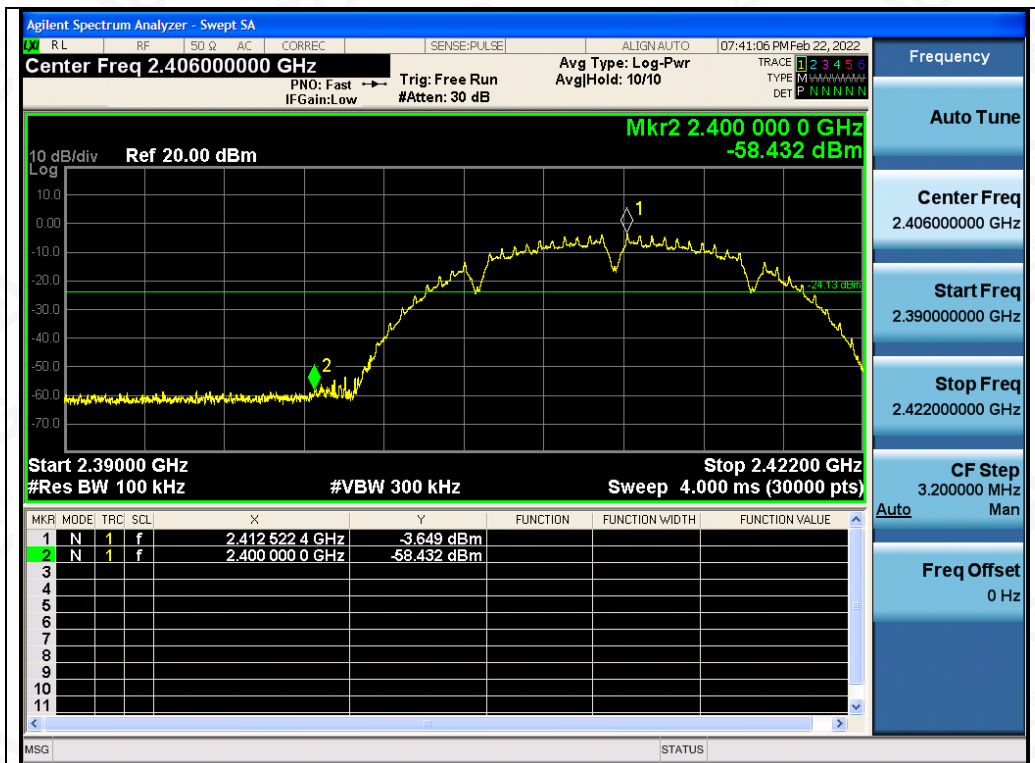 Agilent Spectrum Analyzer - Swept SA
LXI RL RF 50 Ω AC CORREC SENSE:PULSE ALIGN AUTO 07:41:06 PM Feb 22, 2022
Center Freq 2.406000000 GHz
PNO: Fast
IFGain:Low
Trig: Free Run
#Atten: 30 dB
Avg Type: Log-Pwr
Avg|Hold: 10/10
TRACE 1 2 3 4 5 6
TYPE M
DET P N N N N N
Mkr2 2.400 000 0 GHz
-58.432 dBm
10 dB/div Ref 20.00 dBm
Log
10.0
0.00
-10.0
-20.0
-30.0
-40.0
-50.0
-60.0
-70.0
1
-24.13 dBm
2
Start 2.39000 GHz Stop 2.42200 GHz
#Res BW 100 kHz #VBW 300 kHz Sweep 4.000 ms (30000 pts)
MKR MODE TRC SCL X Y FUNCTION FUNCTION WIDTH FUNCTION VALUE
1 N 1 f 2.412 522 4 GHz -3.649 dBm
2 N 1 f 2.400 000 0 GHz -58.432 dBm
3
4
5
6
7
8
9
10
11
MSG STATUS
Frequency
Auto Tune
Center Freq
2.406000000 GHz
Start Freq
2.390000000 GHz
Stop Freq
2.422000000 GHz
CF Step
3.200000 MHz
Auto Man
Freq Offset
0 Hz